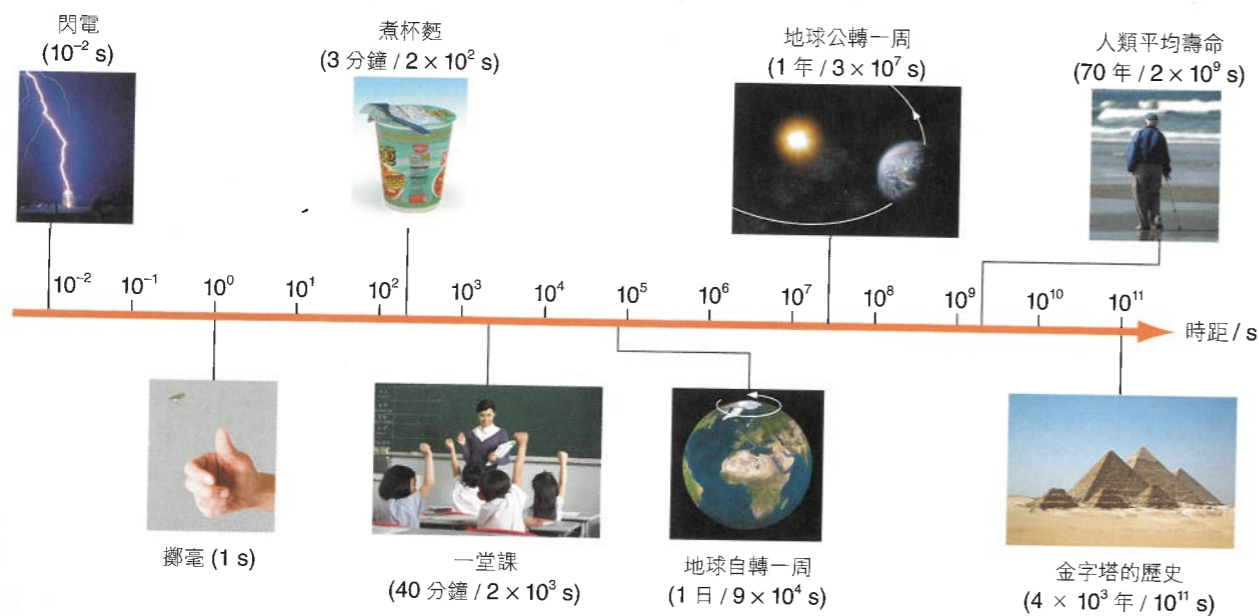 閃電
(10⁻² s)
煮杯麪
(3 分鐘 / 2 × 10² s)
地球公轉一周
(1 年 / 3 × 10⁷ s)
人類平均壽命
(70 年 / 2 × 10⁹ s)
10⁻² 10⁻¹ 10⁰ 10¹ 10² 10³ 10⁴ 10⁵ 10⁶ 10⁷ 10⁸ 10⁹ 10¹⁰ 10¹¹
時距 / s
擲毫 (1 s)
一堂課
(40 分鐘 / 2 × 10³ s)
地球自轉一周
(1 日 / 9 × 10⁴ s)
金字塔的歷史
(4 × 10³ 年 / 10¹¹ s)